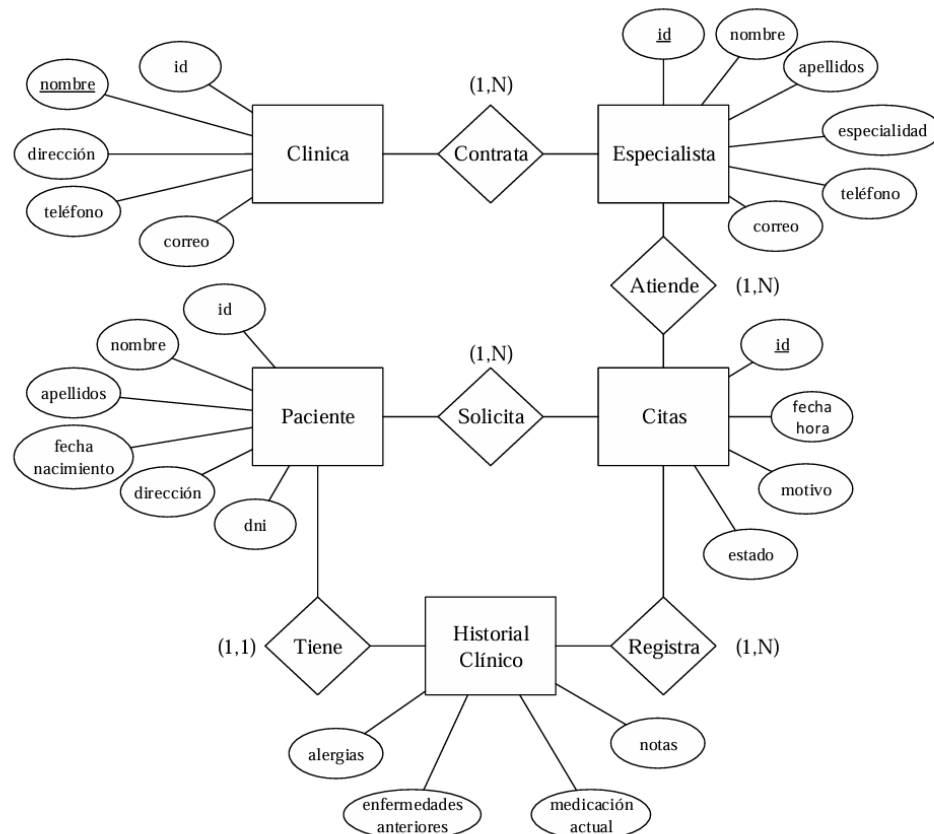 id
nombre
id
nombre
apellidos
(1,N)
dirección
Clinica
Contrata
Especialista
especialidad
teléfono
teléfono
correo
correo
Atiende
(1,N)
id
nombre
(1,N)
id
apellidos
Paciente
Solicita
Citas
fecha
hora
fecha
nacimiento
dirección
motivo
dni
estado
(1,1)
Tiene
Historial
Clínico
Registra
(1,N)
alergias
notas
enfermedades
anteriores
medicación
actual